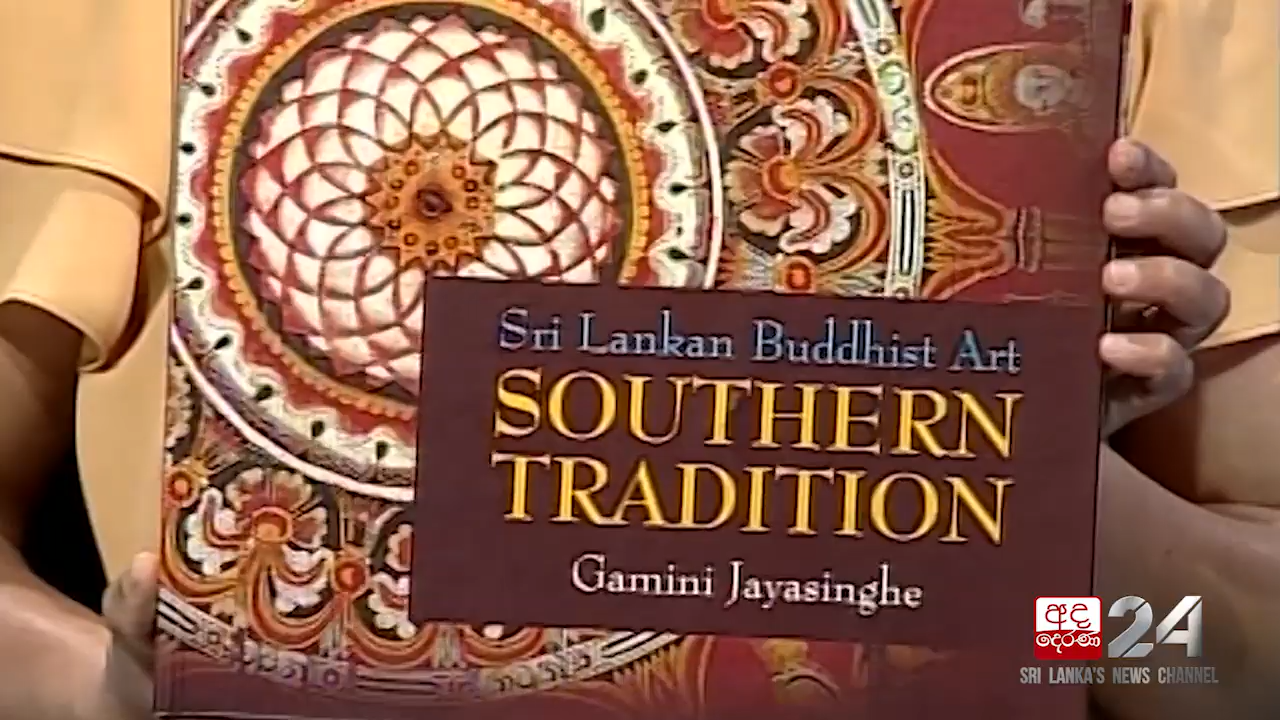 Sri Lankan Buddhist Art
SOUTHERN
TRADITION
Gamini Jayasinghe
අද
දෙරණ
24
SRI LANKA'S NEWS CHANNEL